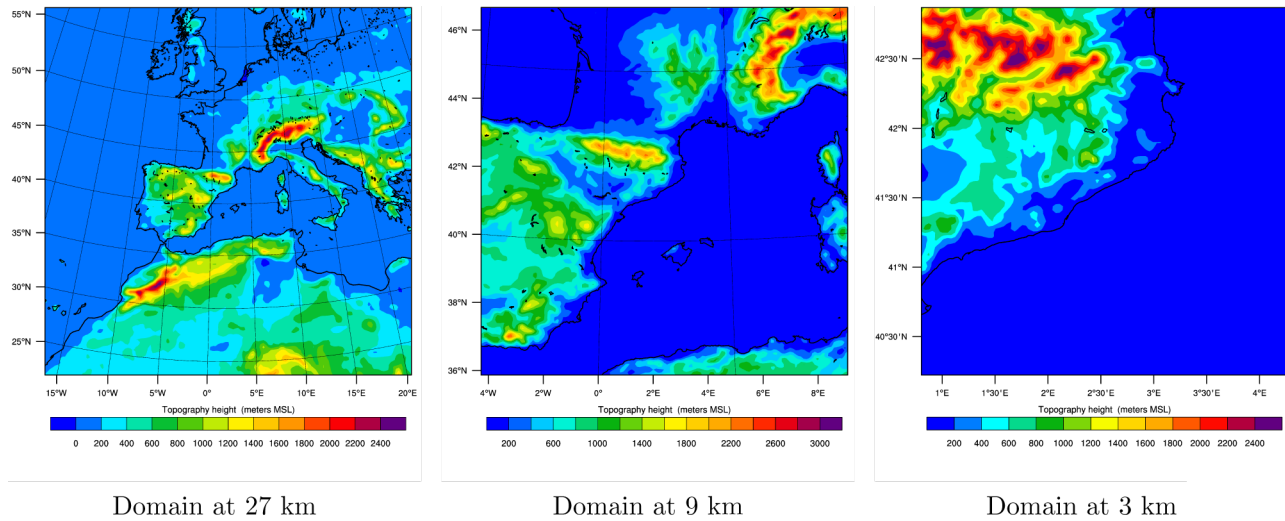 55°N
50°N
45°N
40°N
35°N
30°N
25°N
15°W 10°W 5°W 0°W 5°E 10°E 15°E 20°E
Topography height (meters MSL)
0 200 400 600 800 1000 1200 1400 1600 1800 2000 2200 2400
Domain at 27 km
46°N
44°N
42°N
40°N
38°N
36°N
4°W 2°W 0°E 2°E 4°E 6°E 8°E
Topography height (meters MSL)
200 600 1000 1400 1800 2200 2600 3000
Domain at 9 km
42°30'N
42°N
41°30'N
41°N
40°30'N
1°E 1°30'E 2°E 2°30'E 3°E 3°30'E 4°E
Topography height (meters MSL)
200 400 600 800 1000 1200 1400 1600 1800 2000 2200 2400
Domain at 3 km